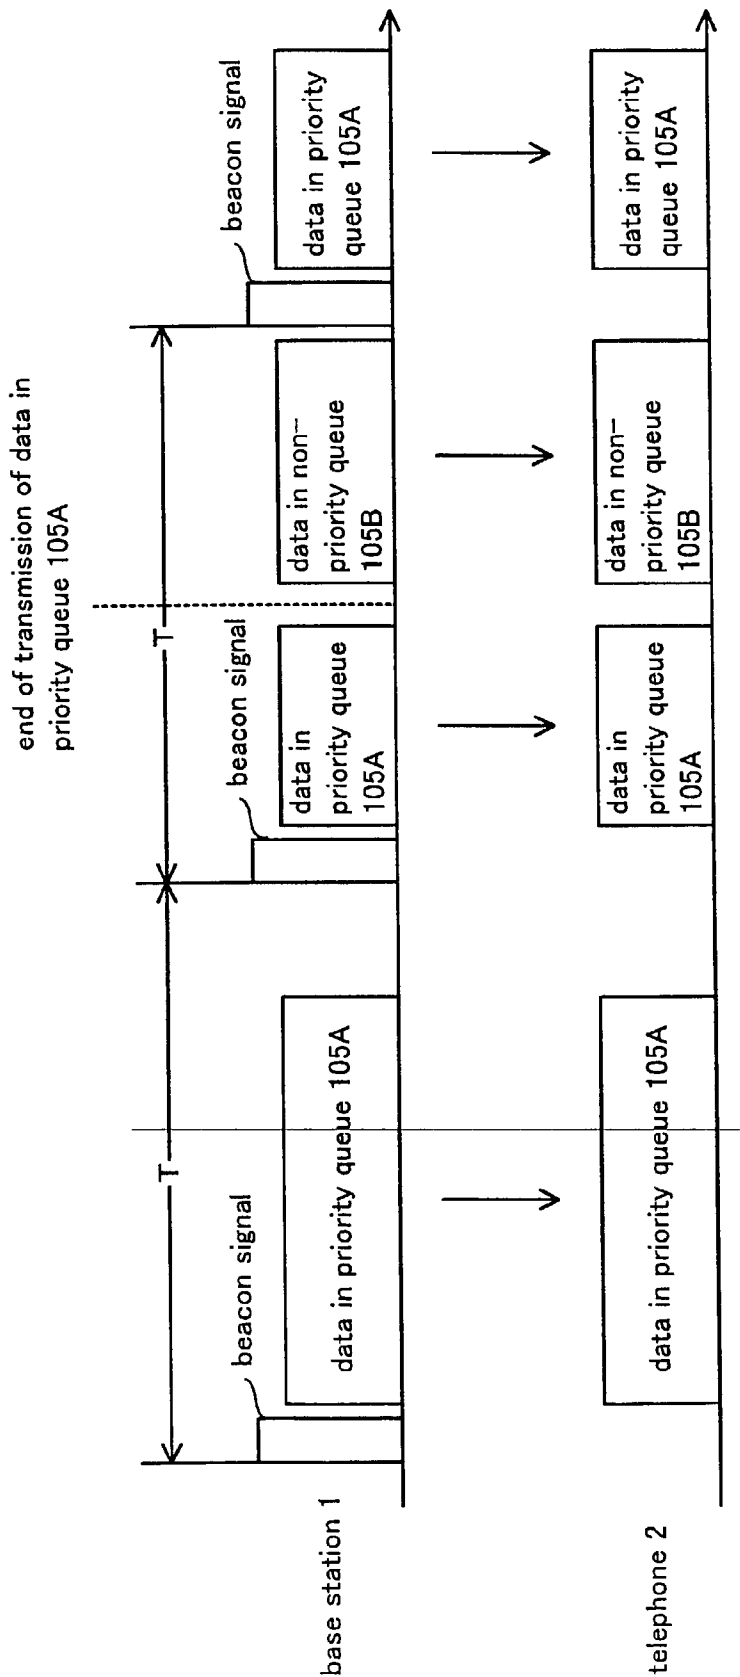 end of transmission of data in
priority queue 105A
T
T
beacon signal
beacon signal
beacon signal
base station 1
data in priority queue 105A
data in
priority queue
105A
data in non-
priority queue
105B
data in priority
queue 105A
telephone 2
data in priority queue 105A
data in
priority queue
105A
data in non-
priority queue
105B
data in priority
queue 105A